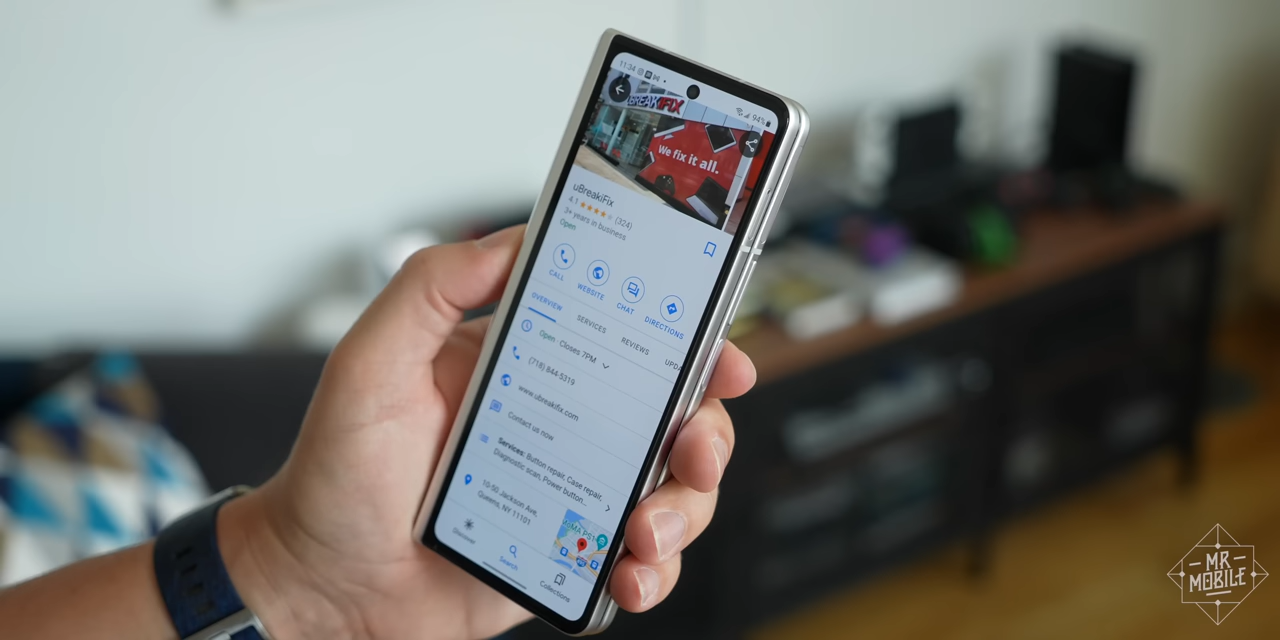 11:34
94%
UBREAKIFIX
We fix it all.
uBreakiFix
4.1 (324)
3+ years in business
Open
CALL
WEBSITE
CHAT
DIRECTIONS
OVERVIEW
SERVICES
REVIEWS
UPDA
Open · Closes 7PM
(718) 844-5319
www.ubreakifix.com
Contact us now
Services: Button repair, Case repair,
Diagnostic scan, Power button...
10-50 Jackson Ave,
Queens, NY 11101
Discover
Search
Collections
MR
MOBILE